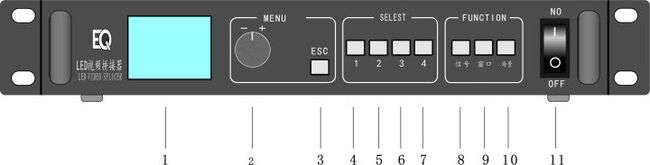 EQ
LED视频拼接器
LED VIDEO SPLICER
MENU
− +
ESC
SELEST
1 2 3 4
FUNCTION
信号 窗口 场景
NO
OFF
1 2 3 4 5 6 7 8 9 10 11